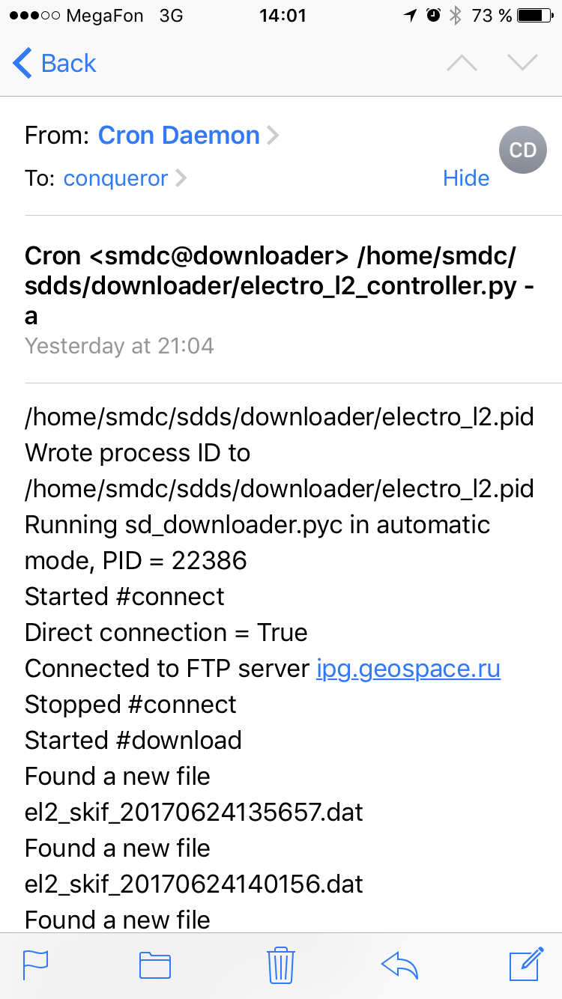 MegaFon 3G 14:01 73 %
Back
From: Cron Daemon
CD
To: conqueror
Hide
Cron <smdc@downloader> /home/smdc/
sdds/downloader/electro_l2_controller.py -
a
Yesterday at 21:04
/home/smdc/sdds/downloader/electro_l2.pid
Wrote process ID to
/home/smdc/sdds/downloader/electro_l2.pid
Running sd_downloader.pyc in automatic
mode, PID = 22386
Started #connect
Direct connection = True
Connected to FTP server ipg.geospace.ru
Stopped #connect
Started #download
Found a new file
el2_skif_20170624135657.dat
Found a new file
el2_skif_20170624140156.dat
Found a new file